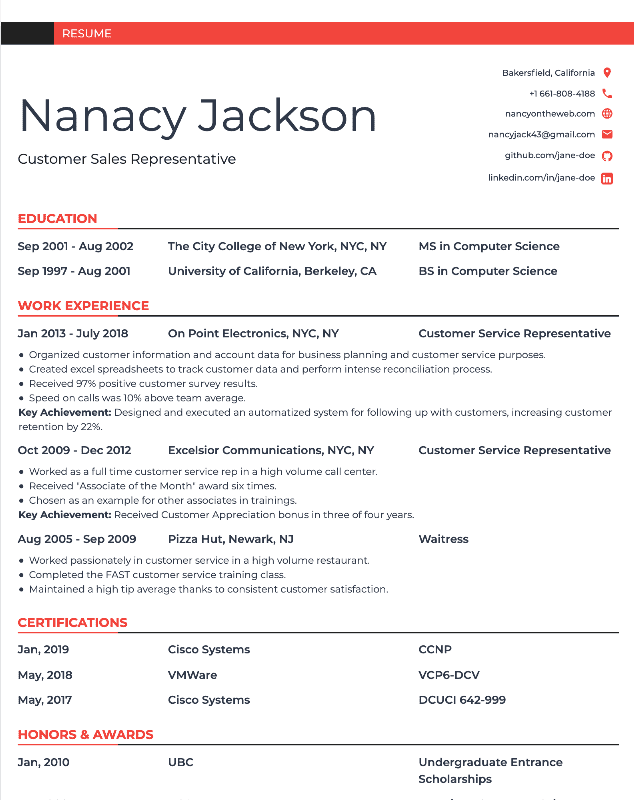 RESUME
Bakersfield, California
+1 661-808-4188
Nanacy Jackson
nancyontheweb.com
nancyjack43@gmail.com
Customer Sales Representative
github.com/jane-doe
linkedin.com/in/jane-doe
EDUCATION
Sep 2001 - Aug 2002 The City College of New York, NYC, NY MS in Computer Science
Sep 1997 - Aug 2001 University of California, Berkeley, CA BS in Computer Science
WORK EXPERIENCE
Jan 2013 - July 2018 On Point Electronics, NYC, NY Customer Service Representative
● Organized customer information and account data for business planning and customer service purposes.
● Created excel spreadsheets to track customer data and perform intense reconciliation process.
● Received 97% positive customer survey results.
● Speed on calls was 10% above team average.
Key Achievement: Designed and executed an automatized system for following up with customers, increasing customer
retention by 22%.
Oct 2009 - Dec 2012 Excelsior Communications, NYC, NY Customer Service Representative
● Worked as a full time customer service rep in a high volume call center.
● Received "Associate of the Month" award six times.
● Chosen as an example for other associates in trainings.
Key Achievement: Received Customer Appreciation bonus in three of four years.
Aug 2005 - Sep 2009 Pizza Hut, Newark, NJ Waitress
● Worked passionately in customer service in a high volume restaurant.
● Completed the FAST customer service training class.
● Maintained a high tip average thanks to consistent customer satisfaction.
CERTIFICATIONS
Jan, 2019 Cisco Systems CCNP
May, 2018 VMWare VCP6-DCV
May, 2017 Cisco Systems DCUCI 642-999
HONORS & AWARDS
Jan, 2010 UBC Undergraduate Entrance
Scholarships